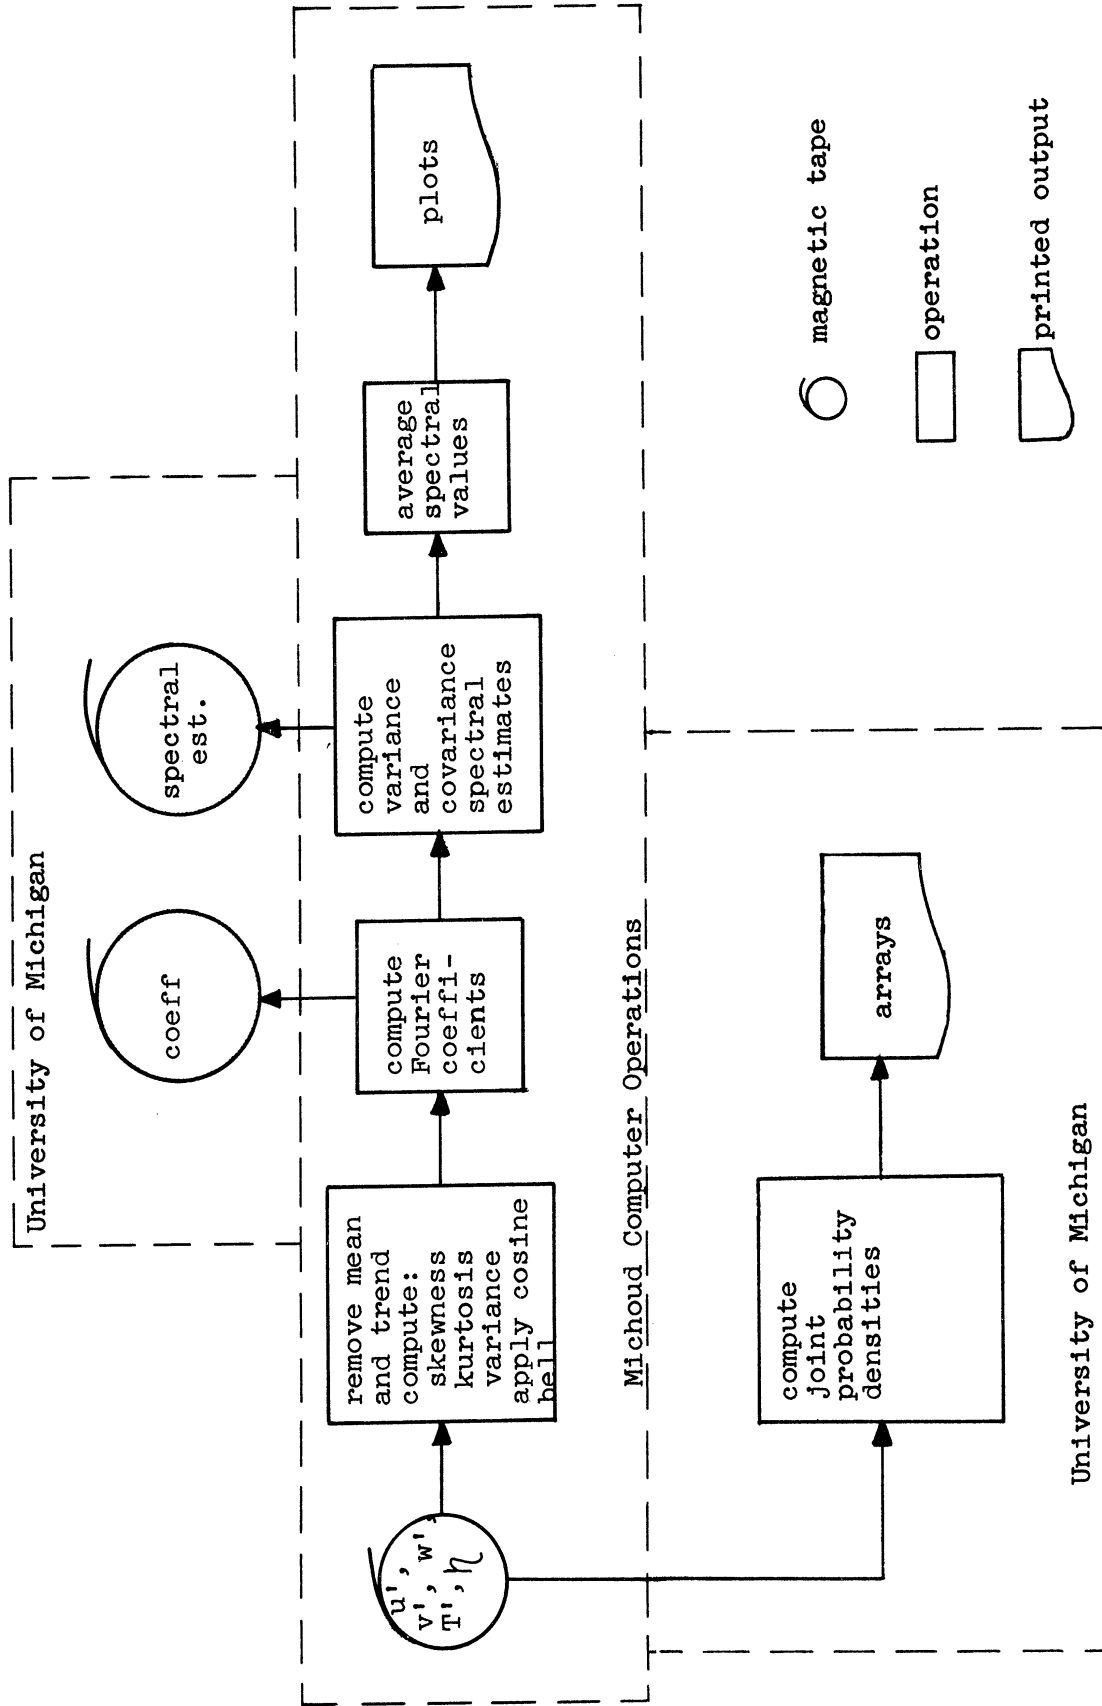 University of Michigan
coeff
spectral
est.
u',
v', w',
T', η
remove mean
and trend
compute:
skewness
kurtosis
variance
apply cosine
bell
compute
Fourier
coeffi-
cients
compute
variance
and
covariance
spectral
estimates
average
spectral
values
plots
Michoud Computer Operations
compute
joint
probability
densities
arrays
University of Michigan
magnetic tape
operation
printed output